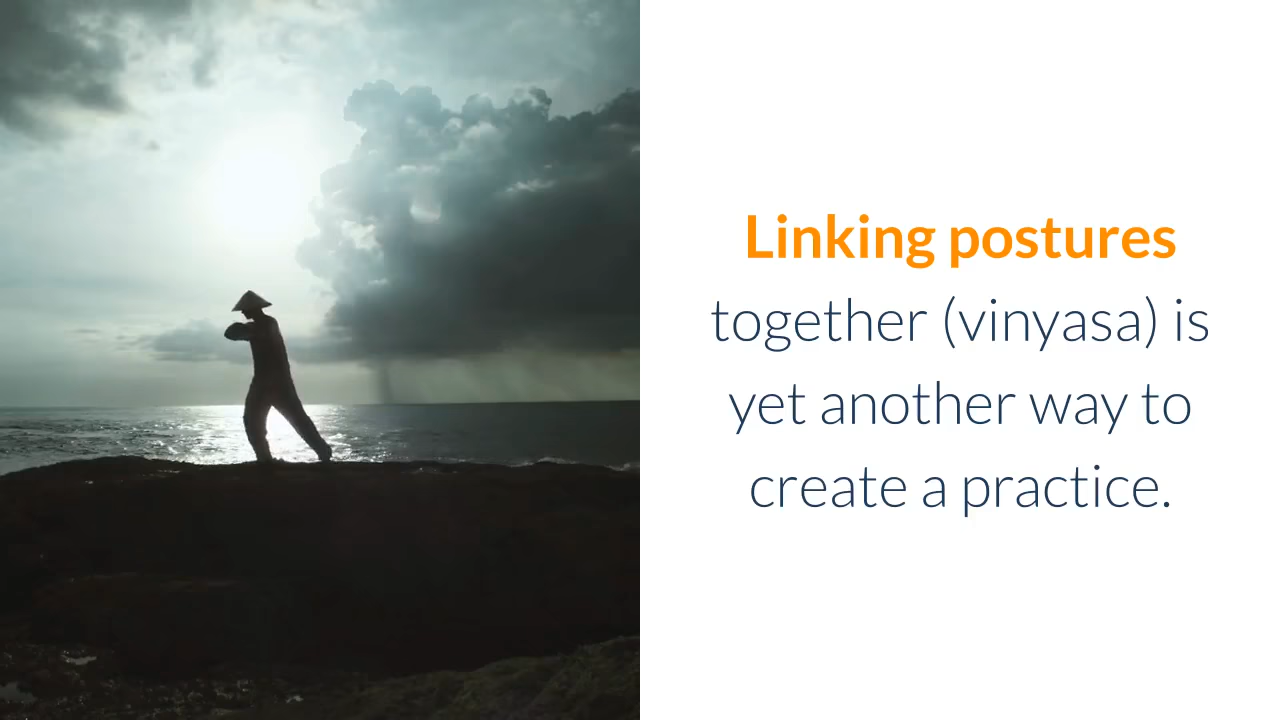 Linking postures
together (vinyasa) is
yet another way to
create a practice.